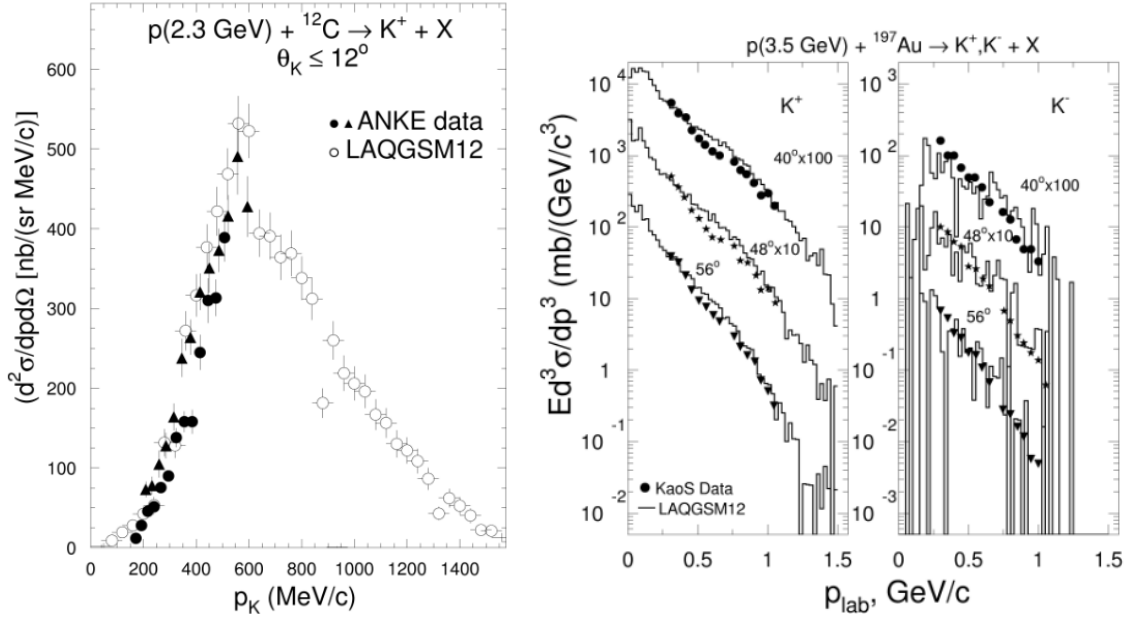 p(2.3 GeV) + ¹²C → K⁺ + X
θ_K ≤ 12°
●▲ANKE data
○LAQGSM12
(d²σ/dpdΩ [nb/(sr MeV/c)]
600
500
400
300
200
100
0
0 200 400 600 800 1000 1200 1400
p_K (MeV/c)
p(3.5 GeV) + ¹⁹⁷Au → K⁺,K⁻ + X
Ed³σ/dp³ (mb/(GeV/c³)
10⁴
10³
10²
10
1
10⁻¹
10⁻²
K⁺
40°x100
48°x10
56°
● KaoS Data
— LAQGSM12
0 0.5 1 1.5
10⁴
10³
10²
10
1
10⁻¹
10⁻²
10⁻³
K⁻
40°x100
48°x10
56°
0 0.5 1 1.5
p_lab, GeV/c